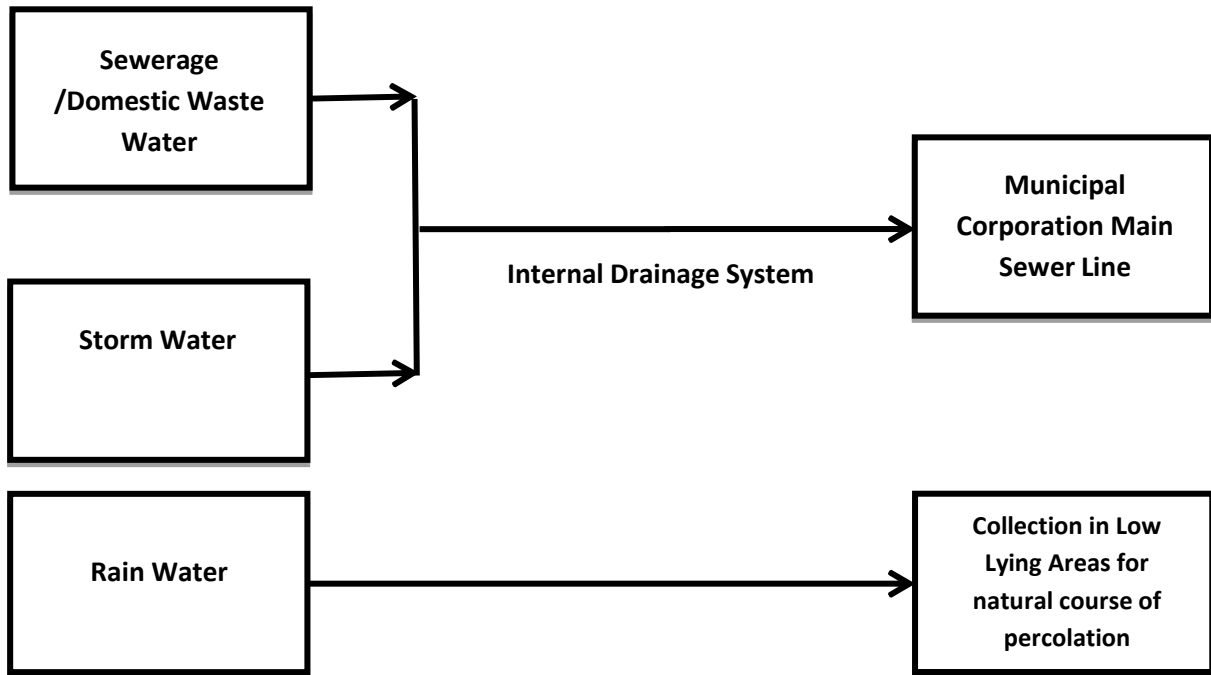 Sewerage
/Domestic Waste
Water
Municipal
Corporation Main
Sewer Line
Internal Drainage System
Storm Water
Rain Water
Collection in Low
Lying Areas for
natural course of
percolation